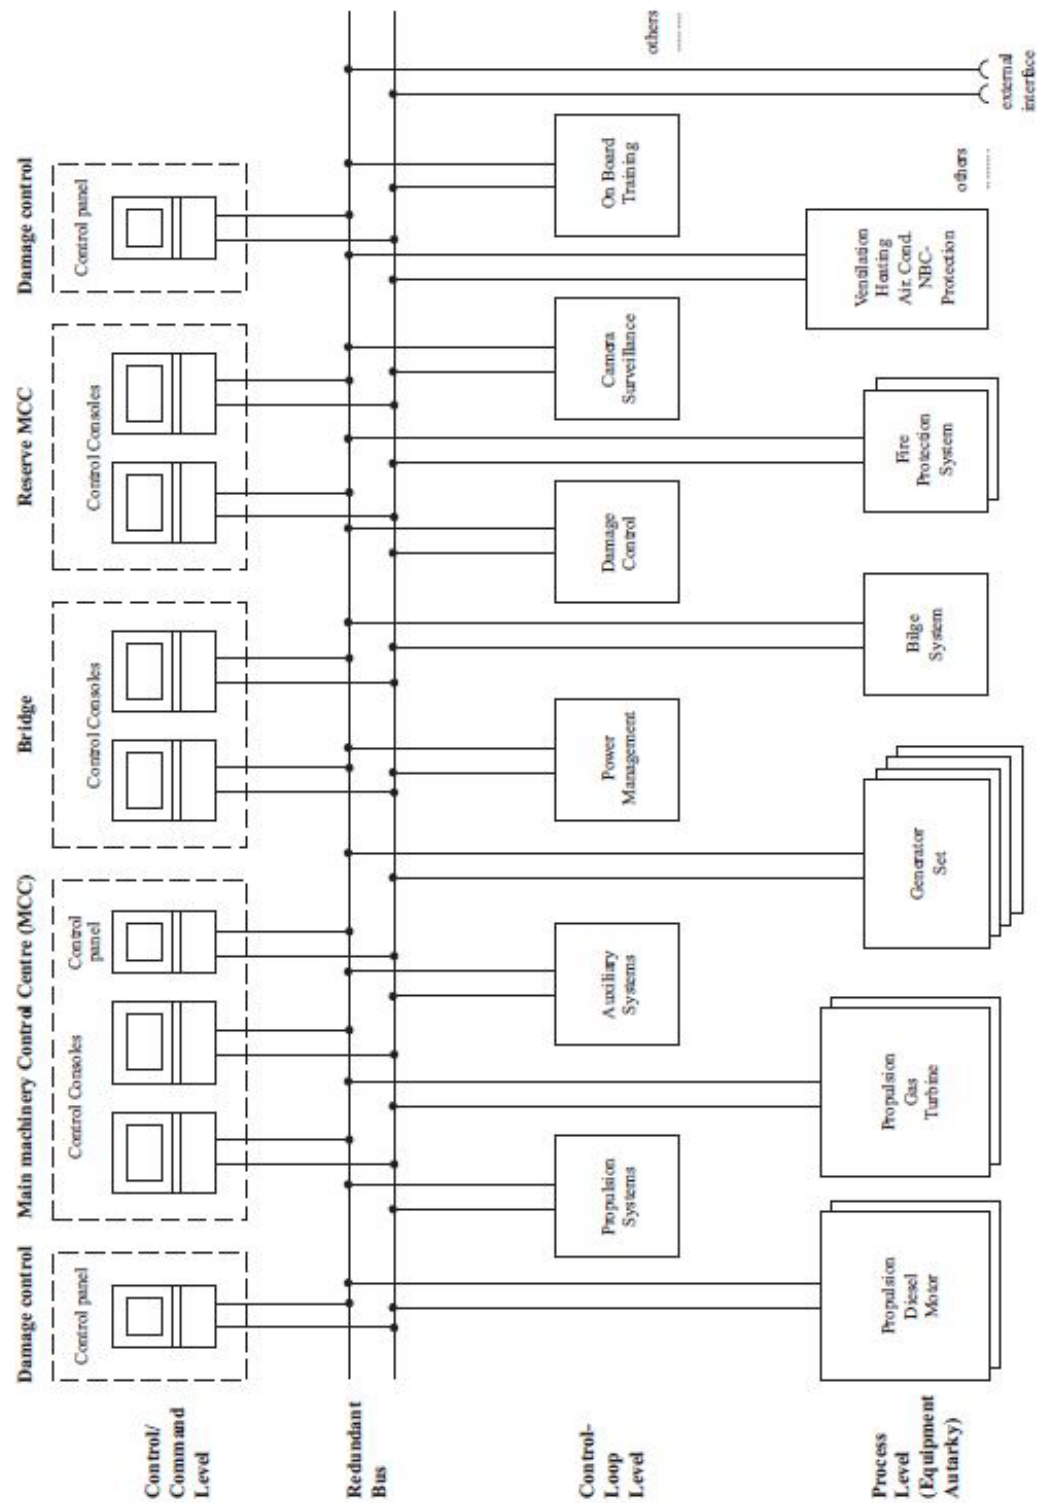 Damage control
Main machinery Control Centre (MCC)
Bridge
Reserve MCC
Damage control
Control/
Command
Level
Control panel
Control Consoles
Control
panel
Control Consoles
Control Consoles
Control panel
Redundant
Bus
Control-
Loop
Level
Propulsion
Systems
Auxiliary
Systems
Power
Management
Damage
Control
Camera
Surveillance
On Board
Training
others
.........
Process
Level
(Equipment
Autarky)
Propulsion
Diesel
Motor
Propulsion
Gas
Turbine
Generator
Set
Bilge
System
Fire
Protection
System
Ventilation
Heating
Air. Cond.
NBC-
Protection
others
.........
external
interface